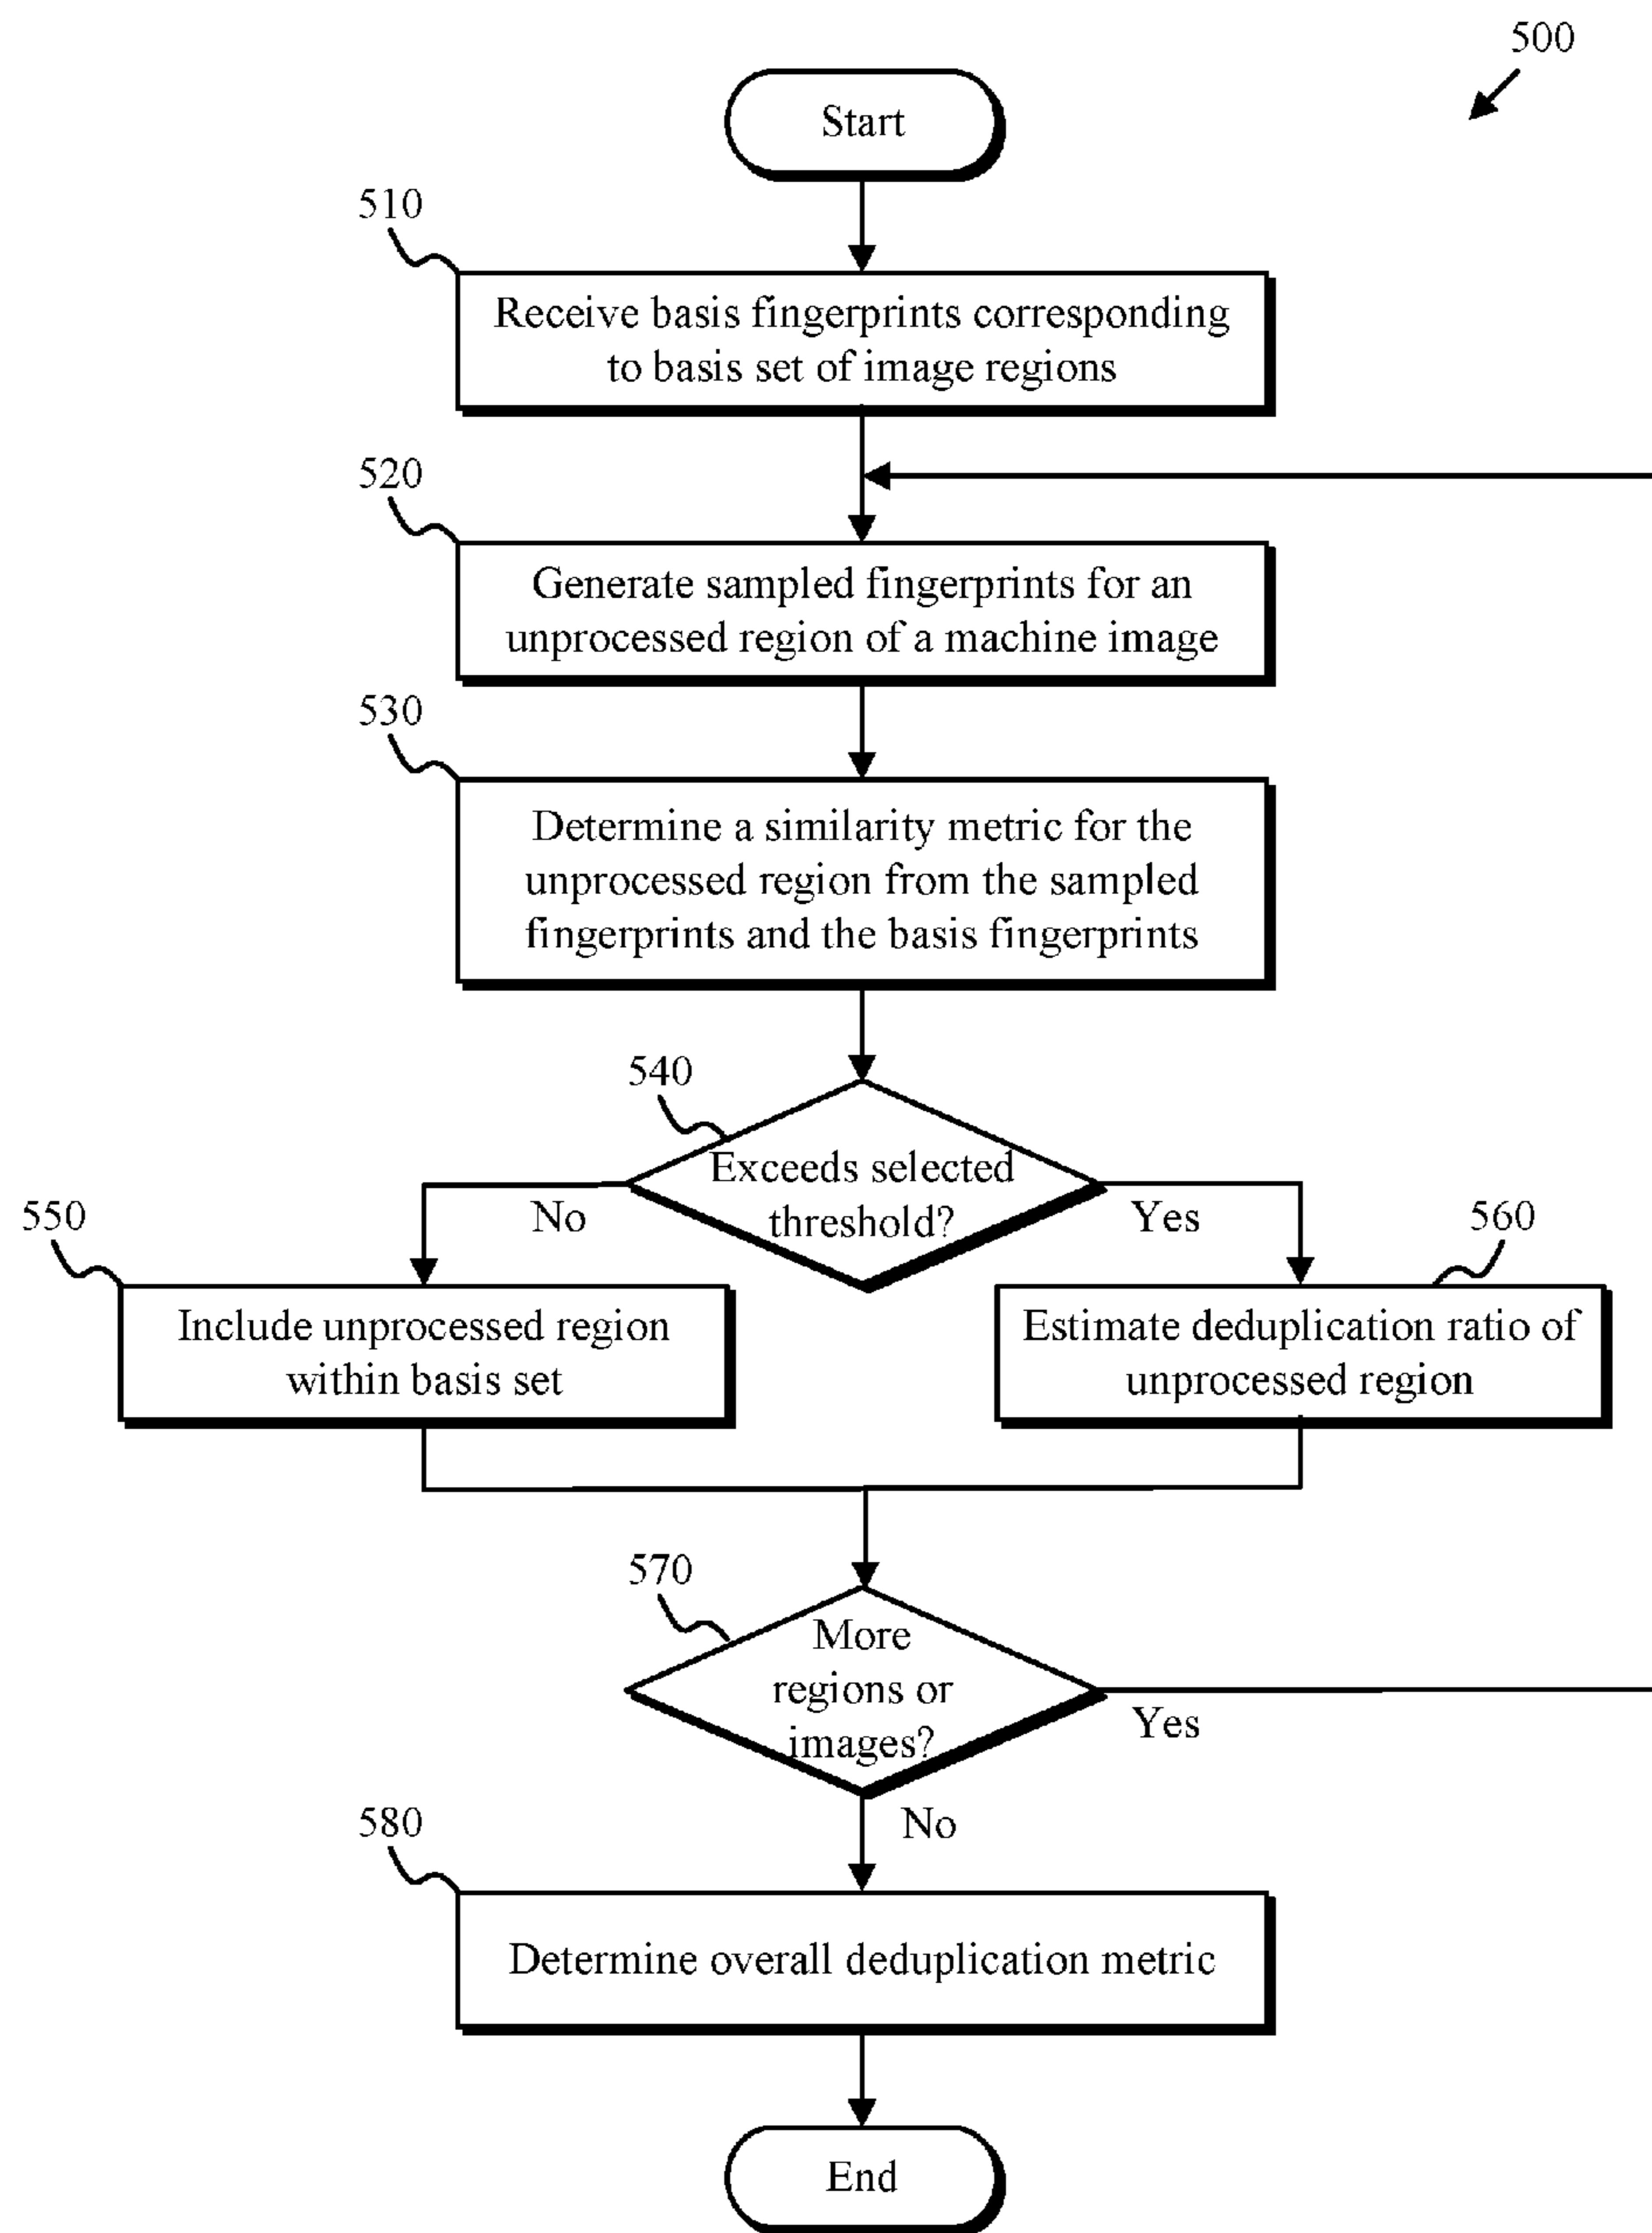 500
Start
510
Receive basis fingerprints corresponding
to basis set of image regions
520
Generate sampled fingerprints for an
unprocessed region of a machine image
530
Determine a similarity metric for the
unprocessed region from the sampled
fingerprints and the basis fingerprints
540
Exceeds selected
threshold?
No
Yes
550
Include unprocessed region
within basis set
560
Estimate deduplication ratio of
unprocessed region
570
More
regions or
images?
Yes
No
580
Determine overall deduplication metric
End